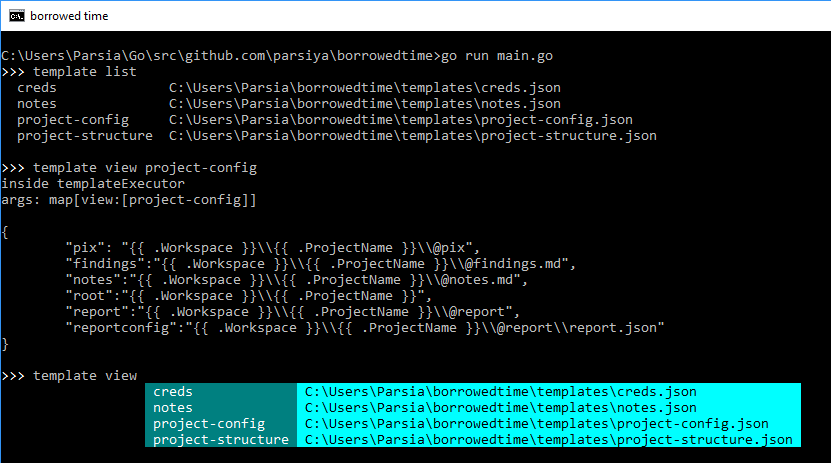 borrowed time
C:\Users\Parsia\Go\src\github.com\parsiya\borrowedtime>go run main.go
>>> template list
  creds              C:\Users\Parsia\borrowedtime\templates\creds.json
  notes              C:\Users\Parsia\borrowedtime\templates\notes.json
  project-config     C:\Users\Parsia\borrowedtime\templates\project-config.json
  project-structure  C:\Users\Parsia\borrowedtime\templates\project-structure.json
>>> template view project-config
inside templateExecutor
args: map[view:[project-config]]
{
        "pix": "{{ .Workspace }}\\{{ .ProjectName }}\\@pix",
        "findings":"{{ .Workspace }}\\{{ .ProjectName }}\\@findings.md",
        "notes":"{{ .Workspace }}\\{{ .ProjectName }}\\@notes.md",
        "root":"{{ .Workspace }}\\{{ .ProjectName }}",
        "report":"{{ .Workspace }}\\{{ .ProjectName }}\\@report",
        "reportconfig":"{{ .Workspace }}\\{{ .ProjectName }}\\@report\\report.json"
}
>>> template view
creds              C:\Users\Parsia\borrowedtime\templates\creds.json
notes              C:\Users\Parsia\borrowedtime\templates\notes.json
project-config     C:\Users\Parsia\borrowedtime\templates\project-config.json
project-structure  C:\Users\Parsia\borrowedtime\templates\project-structure.json